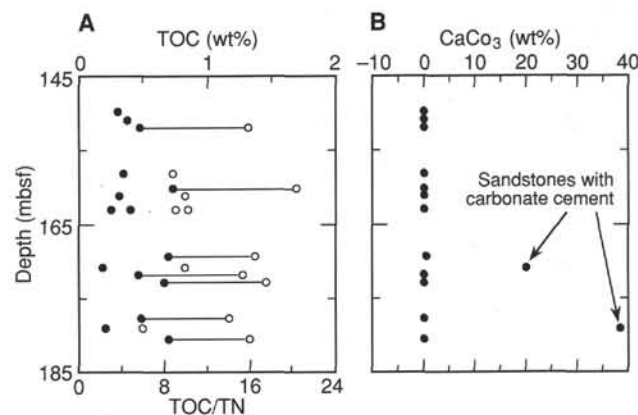 A
TOC (wt%)
0 1 2
145
165
185
Depth (mbsf)
0 8 16 24
TOC/TN
B
CaCo3 (wt%)
–10 0 10 20 30 40
Sandstones with
carbonate cement